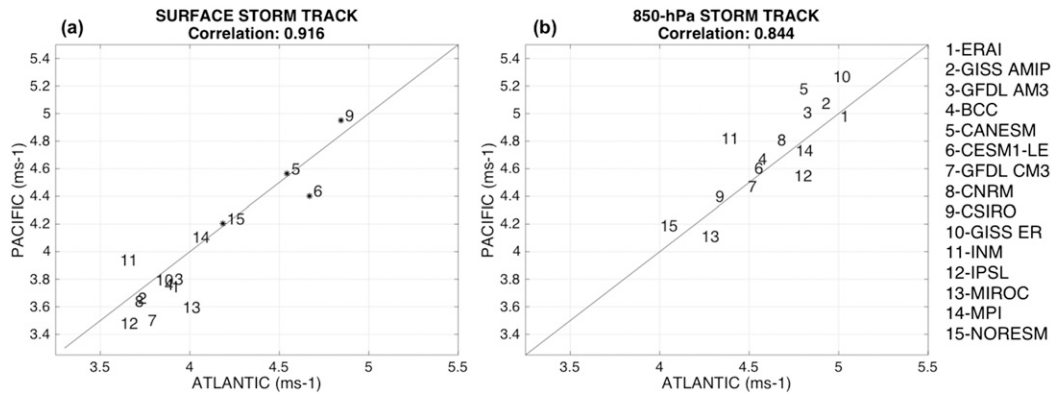 (a) SURFACE STORM TRACK
Correlation: 0.916
5.4
5.2
5
4.8
4.6
4.4
4.2
4
3.8
3.6
3.4
PACIFIC (ms-1)
9
5
6
15
14
11
10
3
4
1
13
2
8
12
7
3.5 4 4.5 5 5.5
ATLANTIC (ms-1)
(b) 850-hPa STORM TRACK
Correlation: 0.844
5.4
5.2
5
4.8
4.6
4.4
4.2
4
3.8
3.6
3.4
PACIFIC (ms-1)
10
5
2
3
1
11
8
14
4
6
12
7
9
15
13
3.5 4 4.5 5 5.5
ATLANTIC (ms-1)
1-ERAI
2-GISS AMIP
3-GFDL AM3
4-BCC
5-CANESM
6-CESM1-LE
7-GFDL CM3
8-CNRM
9-CSIRO
10-GISS ER
11-INM
12-IPSL
13-MIROC
14-MPI
15-NORESM